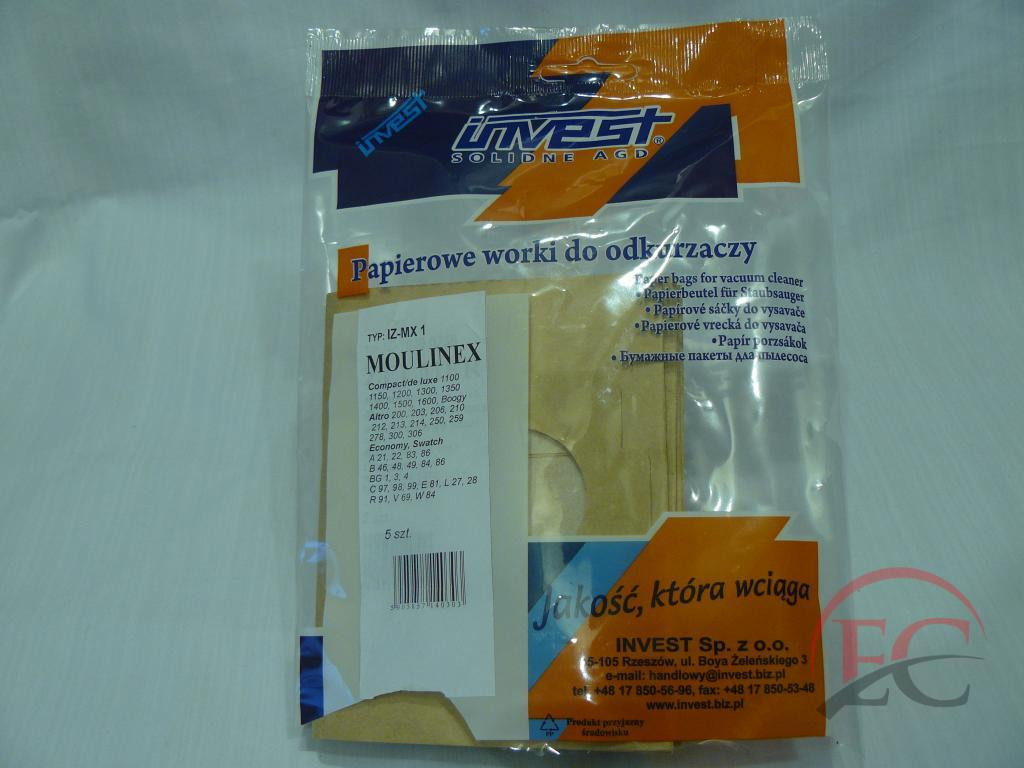 invest
invest®
SOLIDNE AGD
Papierowe worki do odkurzaczy
Paper bags for vacuum cleaner
• Papierbeutel für Staubsauger
• Papírové sáčky do vysavače
• Papierové vrecká do vysavača
• Papír porzsákok
• Бумажные пакеты для пылесоса
TYP: IZ-MX 1
MOULINEX
Compact/de luxe 1100
1150, 1200, 1300, 1350
1400, 1500, 1600, Boogy
Altro 200, 203, 206, 210
212, 213, 214, 250, 259
278, 300, 306
Economy, Swatch
A 21, 22, 83, 86
B 46, 48, 49, 84, 86
BG 1, 3, 4
C 97, 98, 99, E 81, L 27, 28
R 91, V 69, W 84
5 szt.
Jakość, która wciąga
INVEST Sp. z o.o.
35-105 Rzeszów, ul. Boya Żeleńskiego 3
e-mail: handlowy@invest.biz.pl
tel. +48 17 850-56-96, fax: +48 17 850-53-48
www.invest.biz.pl
PP
Produkt przyjazny
środowisku
EC